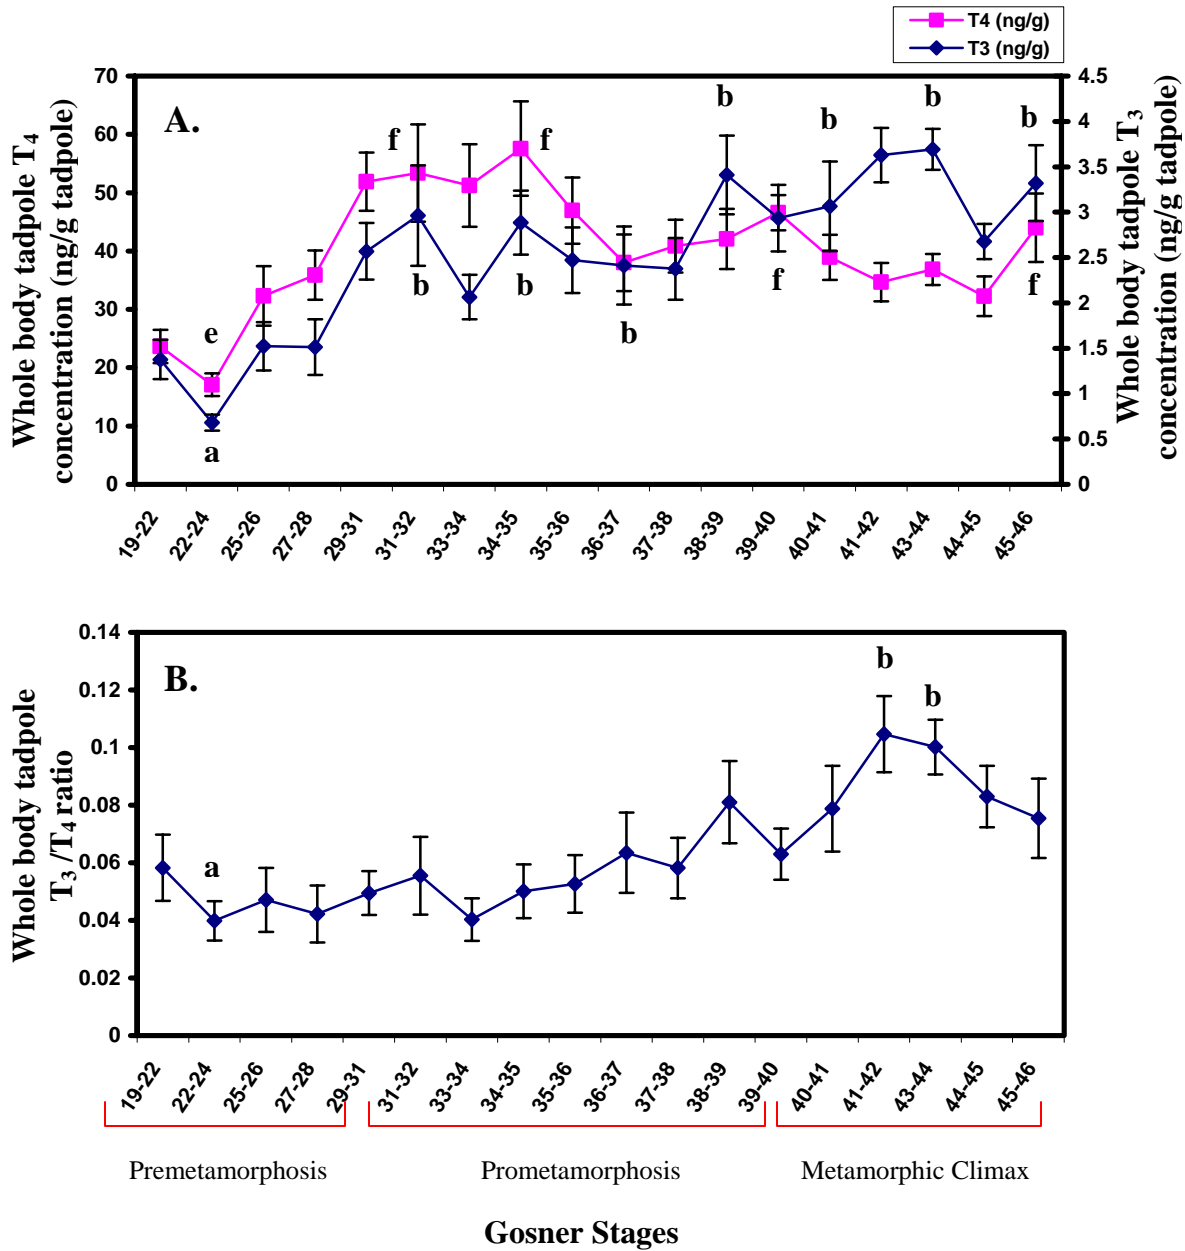 T4 (ng/g)
T3 (ng/g)
A.
Whole body tadpole T4
concentration (ng/g tadpole)
70
60
50
40
30
20
10
0
Whole body tadpole T3
concentration (ng/g tadpole)
4.5
4
3.5
3
2.5
2
1.5
1
0.5
0
e
a
f
b
f
b
b
b
f
b
b
b
f
19-22
22-24
25-26
27-28
29-31
31-32
33-34
34-35
35-36
36-37
37-38
38-39
39-40
40-41
41-42
43-44
44-45
45-46
B.
Whole body tadpole
T3 /T4 ratio
0.14
0.12
0.1
0.08
0.06
0.04
0.02
0
a
b
b
19-22
22-24
25-26
27-28
29-31
31-32
33-34
34-35
35-36
36-37
37-38
38-39
39-40
40-41
41-42
43-44
44-45
45-46
Premetamorphosis
Prometamorphosis
Metamorphic Climax
Gosner Stages